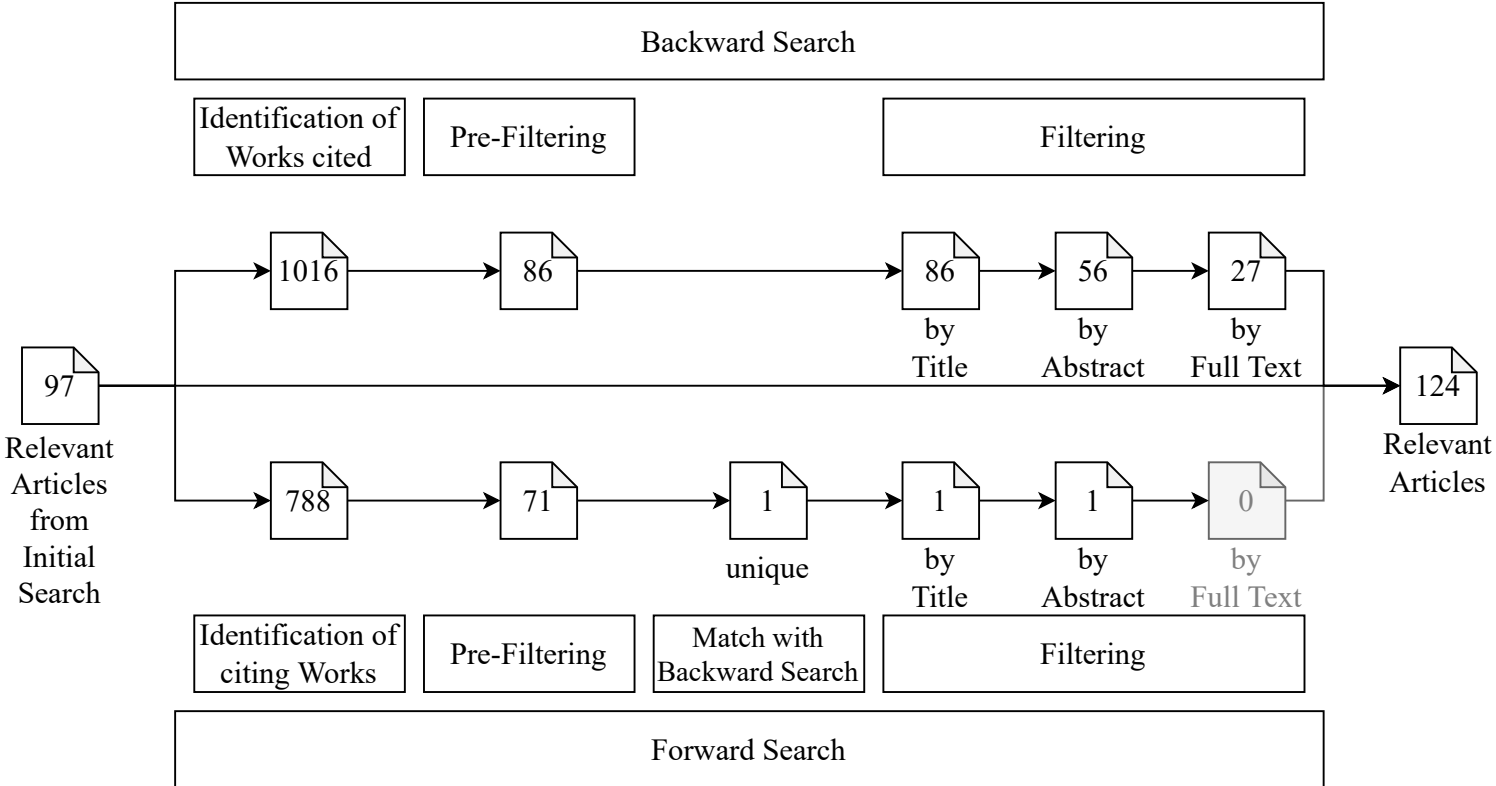 Backward Search
Identification of
Works cited
Pre-Filtering
Filtering
1016
86
86
56
27
by
Title
by
Abstract
by
Full Text
97
Relevant
Articles
from
Initial
Search
124
Relevant
Articles
788
71
1
1
1
0
unique
by
Title
by
Abstract
by
Full Text
Identification of
citing Works
Pre-Filtering
Match with
Backward Search
Filtering
Forward Search